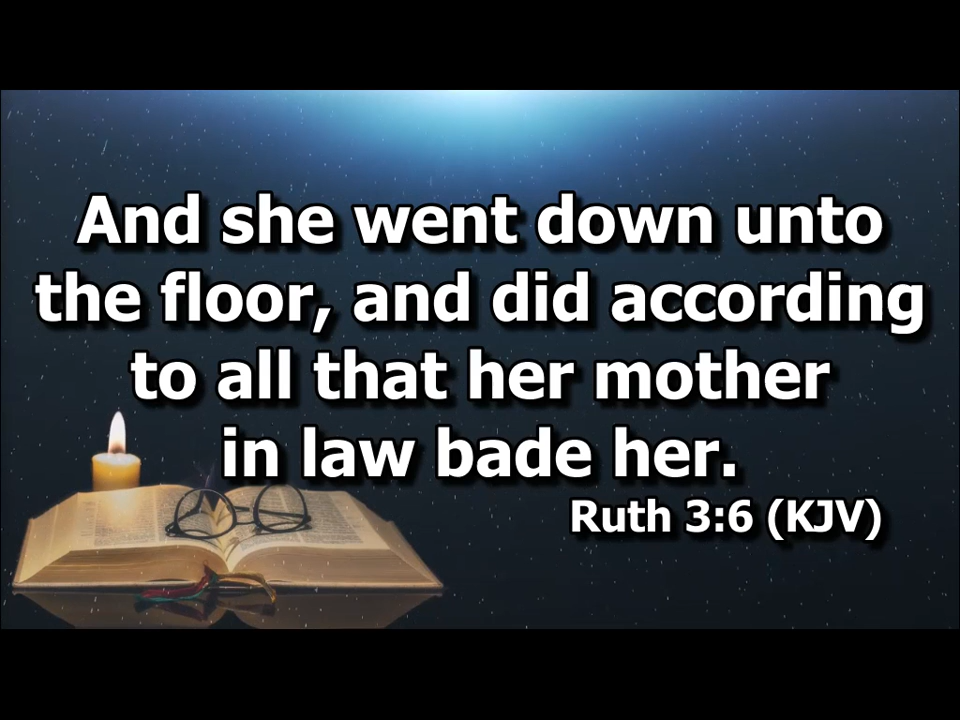 And she went down unto
the floor, and did according
to all that her mother
in law bade her.
Ruth 3:6 (KJV)